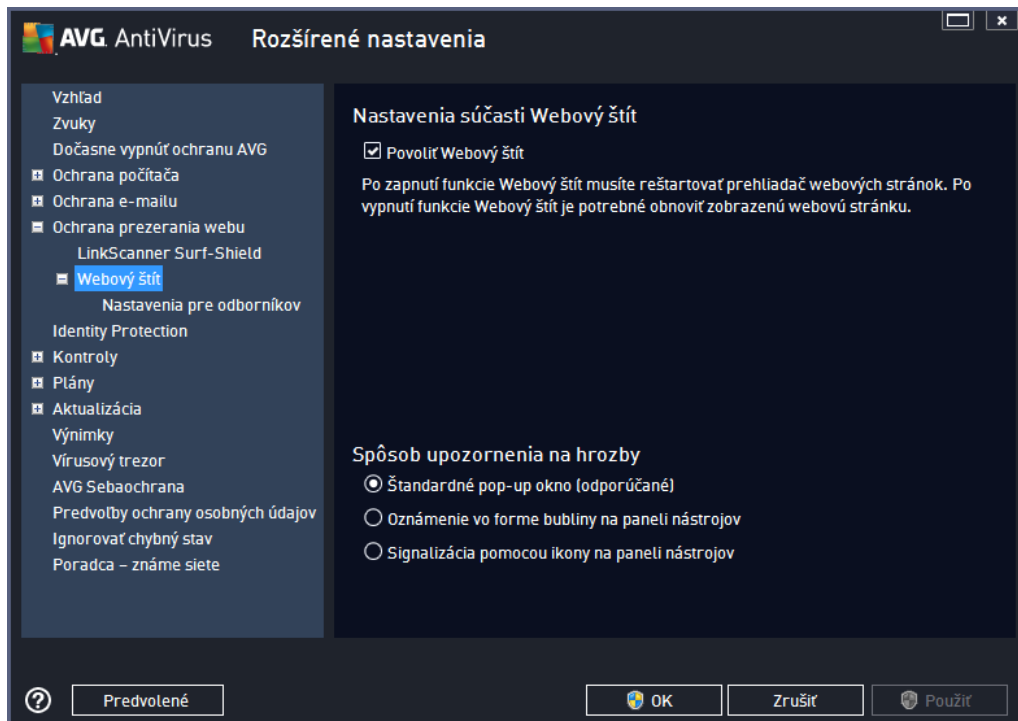 AVG. AntiVirus Rozšírené nastavenia
Vzhľad
Zvuky
Dočasne vypnúť ochranu AVG
Ochrana počítača
Ochrana e-mailu
Ochrana prezerania webu
LinkScanner Surf-Shield
Webový štít
Nastavenia pre odborníkov
Identity Protection
Kontroly
Plány
Aktualizácia
Výnimky
Vírusový trezor
AVG Sebaochrana
Predvoľby ochrany osobných údajov
Ignorovať chybný stav
Poradca – známe siete
Nastavenia súčasti Webový štít
Povoliť Webový štít
Po zapnutí funkcie Webový štít musíte reštartovať prehliadač webových stránok. Po
vypnutí funkcie Webový štít je potrebné obnoviť zobrazenú webovú stránku.
Spôsob upozornenia na hrozby
Štandardné pop-up okno (odporúčané)
Oznámenie vo forme bubliny na paneli nástrojov
Signalizácia pomocou ikony na paneli nástrojov
? Predvolené OK Zrušiť Použiť